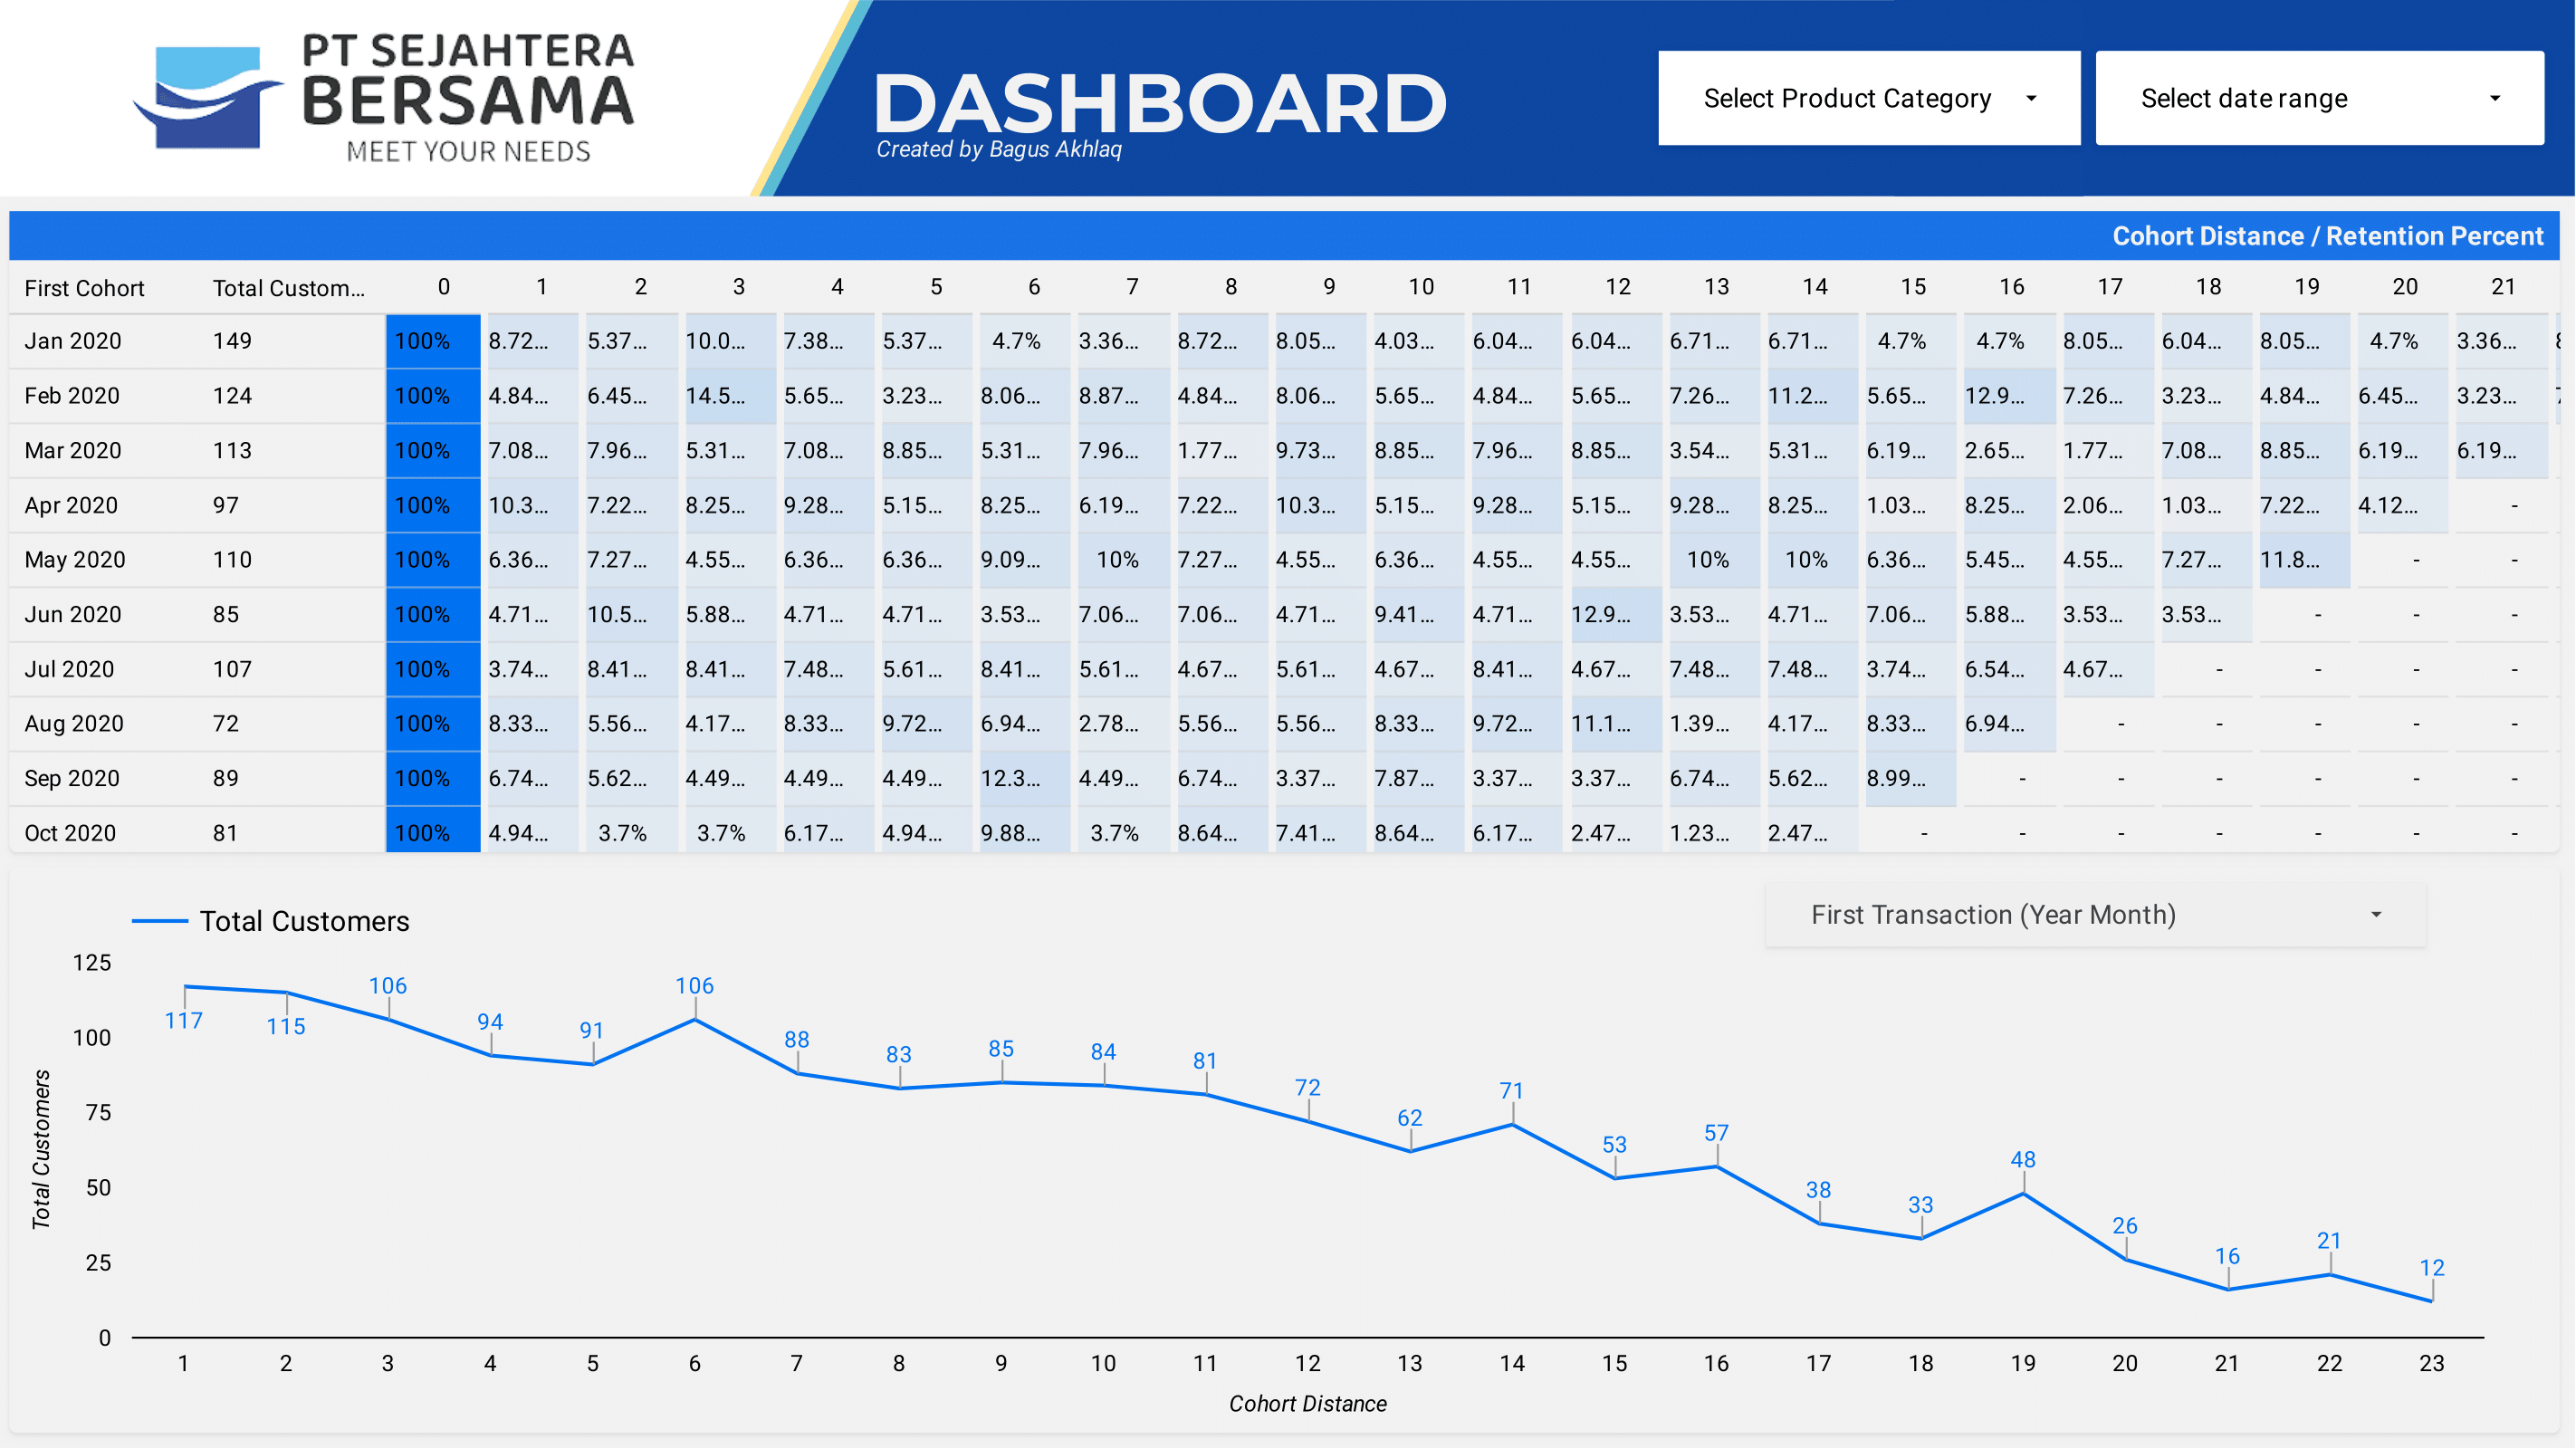 PT SEJAHTERA
BERSAMA
MEET YOUR NEEDS
DASHBOARD
Created by Bagus Akhlaq
Select Product Category
Select date range
Cohort Distance / Retention Percent
First Cohort Total Custom... 0 1 2 3 4 5 6 7 8 9 10 11 12 13 14 15 16 17 18 19 20 21
Jan 2020 149 100% 8.72... 5.37... 10.0... 7.38... 5.37... 4.7% 3.36... 8.72... 8.05... 4.03... 6.04... 6.04... 6.71... 6.71... 4.7% 4.7% 8.05... 6.04... 8.05... 4.7% 3.36...
Feb 2020 124 100% 4.84... 6.45... 14.5... 5.65... 3.23... 8.06... 8.87... 4.84... 8.06... 5.65... 4.84... 5.65... 7.26... 11.2... 5.65... 12.9... 7.26... 3.23... 4.84... 6.45... 3.23...
Mar 2020 113 100% 7.08... 7.96... 5.31... 7.08... 8.85... 5.31... 7.96... 1.77... 9.73... 8.85... 7.96... 8.85... 3.54... 5.31... 6.19... 2.65... 1.77... 7.08... 8.85... 6.19... 6.19...
Apr 2020 97 100% 10.3... 7.22... 8.25... 9.28... 5.15... 8.25... 6.19... 7.22... 10.3... 5.15... 9.28... 5.15... 9.28... 8.25... 1.03... 8.25... 2.06... 1.03... 7.22... 4.12... -
May 2020 110 100% 6.36... 7.27... 4.55... 6.36... 6.36... 9.09... 10% 7.27... 4.55... 6.36... 4.55... 4.55... 10% 10% 6.36... 5.45... 4.55... 7.27... 11.8... - -
Jun 2020 85 100% 4.71... 10.5... 5.88... 4.71... 4.71... 3.53... 7.06... 7.06... 4.71... 9.41... 4.71... 12.9... 3.53... 4.71... 7.06... 5.88... 3.53... 3.53... - - -
Jul 2020 107 100% 3.74... 8.41... 8.41... 7.48... 5.61... 8.41... 5.61... 4.67... 5.61... 4.67... 8.41... 4.67... 7.48... 7.48... 3.74... 6.54... 4.67... - - - -
Aug 2020 72 100% 8.33... 5.56... 4.17... 8.33... 9.72... 6.94... 2.78... 5.56... 5.56... 8.33... 9.72... 11.1... 1.39... 4.17... 8.33... 6.94... - - - - -
Sep 2020 89 100% 6.74... 5.62... 4.49... 4.49... 4.49... 12.3... 4.49... 6.74... 3.37... 7.87... 3.37... 3.37... 6.74... 5.62... 8.99... - - - - - -
Oct 2020 81 100% 4.94... 3.7% 3.7% 6.17... 4.94... 9.88... 3.7% 8.64... 7.41... 8.64... 6.17... 2.47... 1.23... 2.47... - - - - - - -
Total Customers
First Transaction (Year Month)
125
100
75
50
25
0
Total Customers
117 115 106 94 91 106 88 83 85 84 81 72 62 71 53 57 38 33 48 26 16 21 12
1 2 3 4 5 6 7 8 9 10 11 12 13 14 15 16 17 18 19 20 21 22 23
Cohort Distance